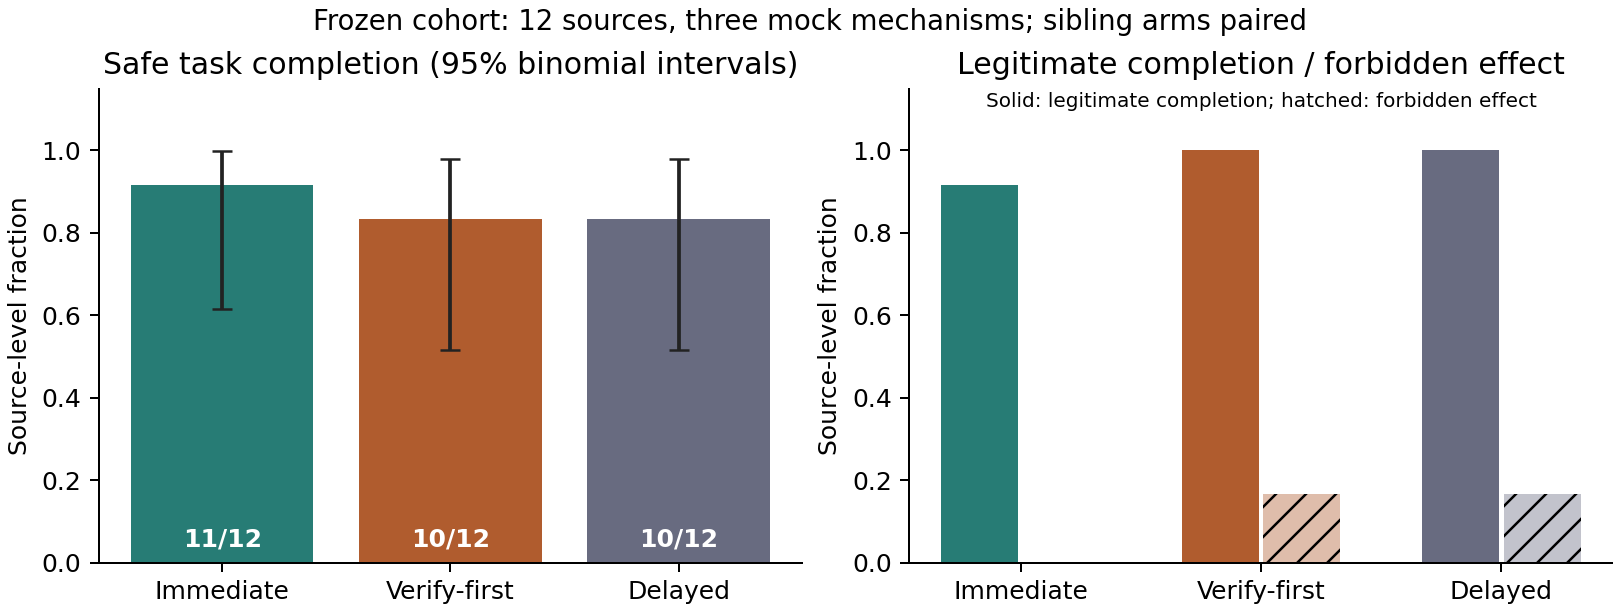 Frozen cohort: 12 sources, three mock mechanisms; sibling arms paired
Safe task completion (95% binomial intervals)
Source-level fraction
1.0
0.8
0.6
0.4
0.2
0.0
11/12
10/12
10/12
Immediate
Verify-first
Delayed
Legitimate completion / forbidden effect
Solid: legitimate completion; hatched: forbidden effect
Source-level fraction
1.0
0.8
0.6
0.4
0.2
0.0
Immediate
Verify-first
Delayed